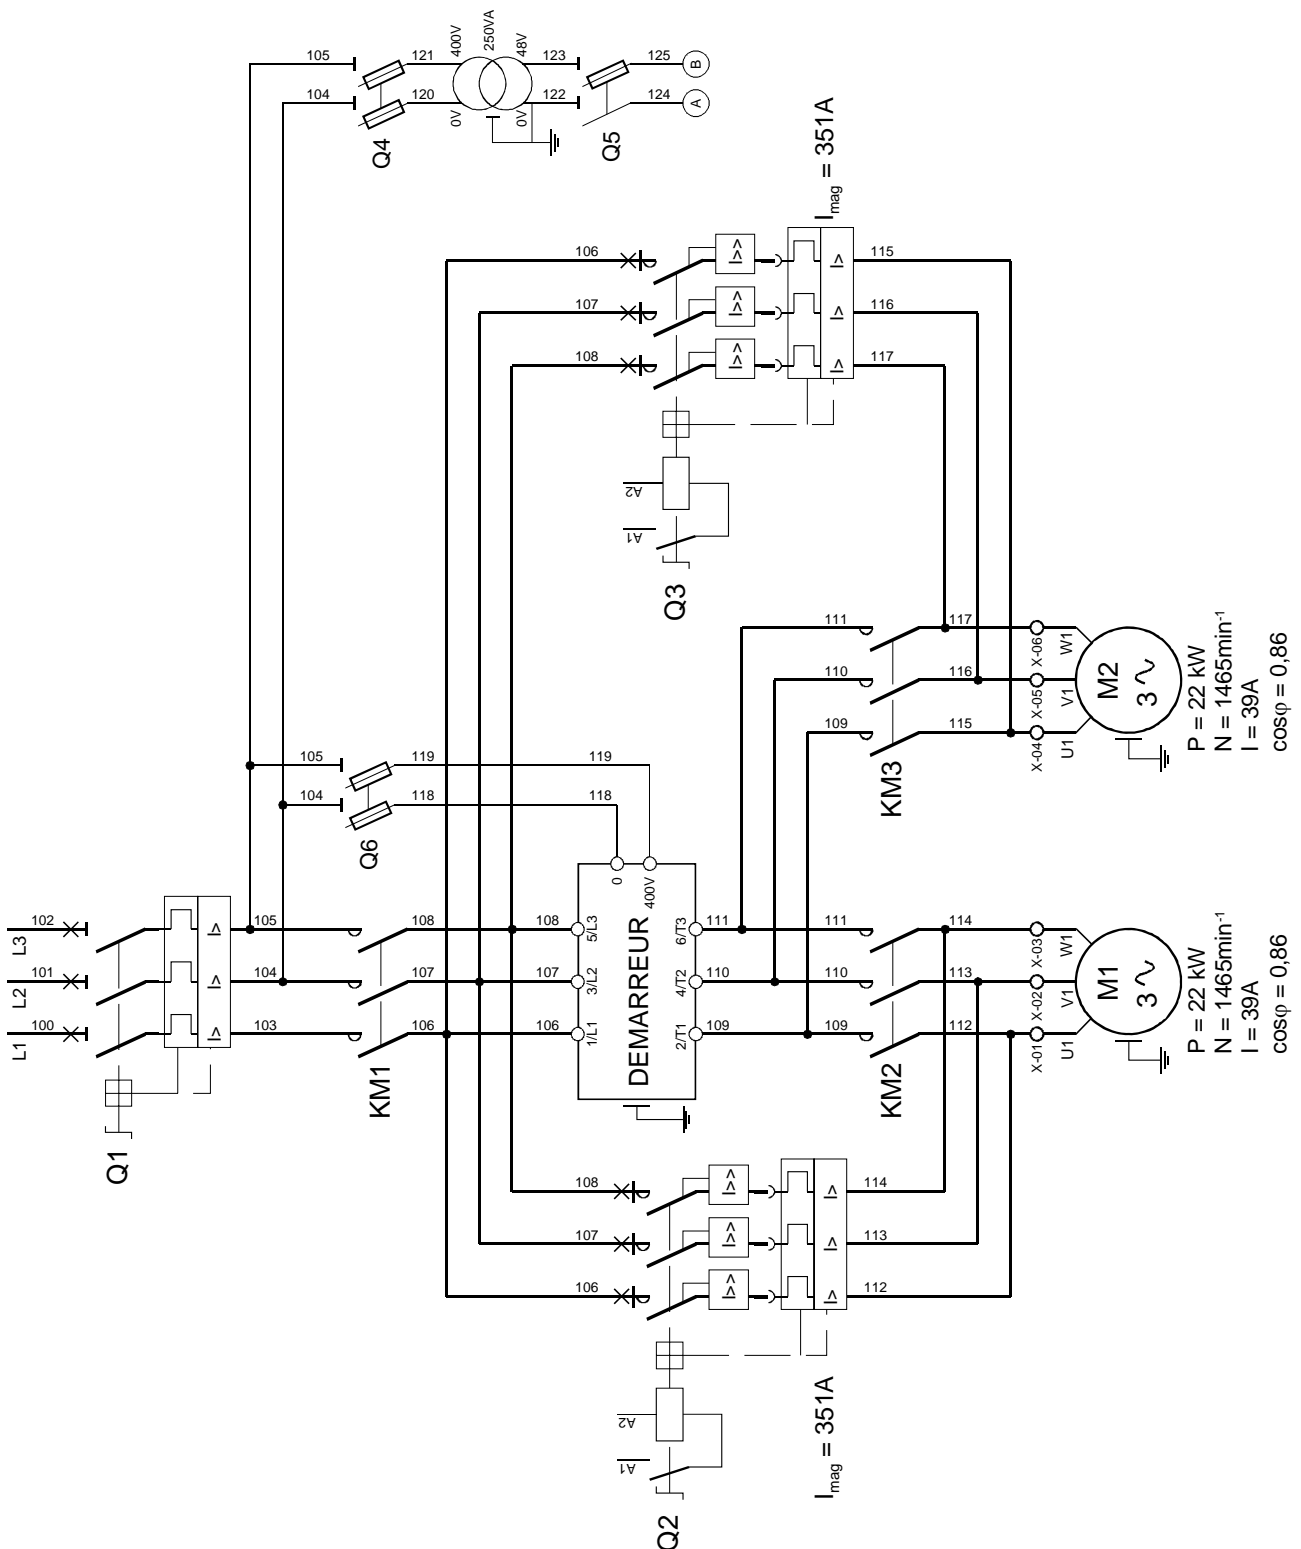 105
121
400V
250VA
48V
123
125
B
104
120
0V
0V
122
124
A
Q4
Q5
I mag = 351A
106
107
108
115
116
117
A2
A1
Q3
111
110
109
117
116
115
X-06
X-05
X-04
W1
V1
U1
KM3
M2
3
P = 22 kW
N = 1465min-1
I = 39A
cosφ = 0,86
105
104
119
118
119
118
Q6
0
400V
L3
L2
L1
102
101
100
I>
I>
I>
Q1
105
104
103
108
107
106
KM1
108
107
106
5/L3
3/L2
1/L1
DEMARREUR
6/T3
4/T2
2/T1
111
110
109
111
110
109
KM2
114
113
112
X-03
X-02
X-01
W1
V1
U1
M1
3
P = 22 kW
N = 1465min-1
I = 39A
cosφ = 0,86
108
107
106
I>>
I>>
I>>
I>
I>
I>
114
113
112
A2
A1
Q2
I mag = 351A
I>>
I>>
I>>
I>
I>
I>